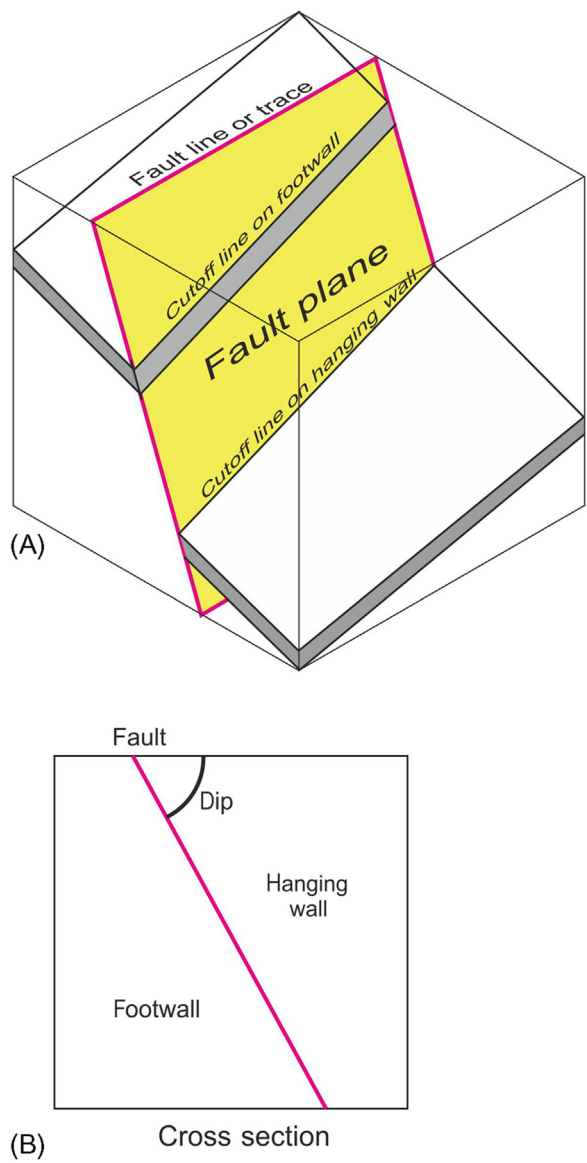 Fault line or trace
Cutoff line on footwall
Fault plane
Cutoff line on hanging wall
(A)
Fault
Dip
Hanging
wall
Footwall
(B)
Cross section